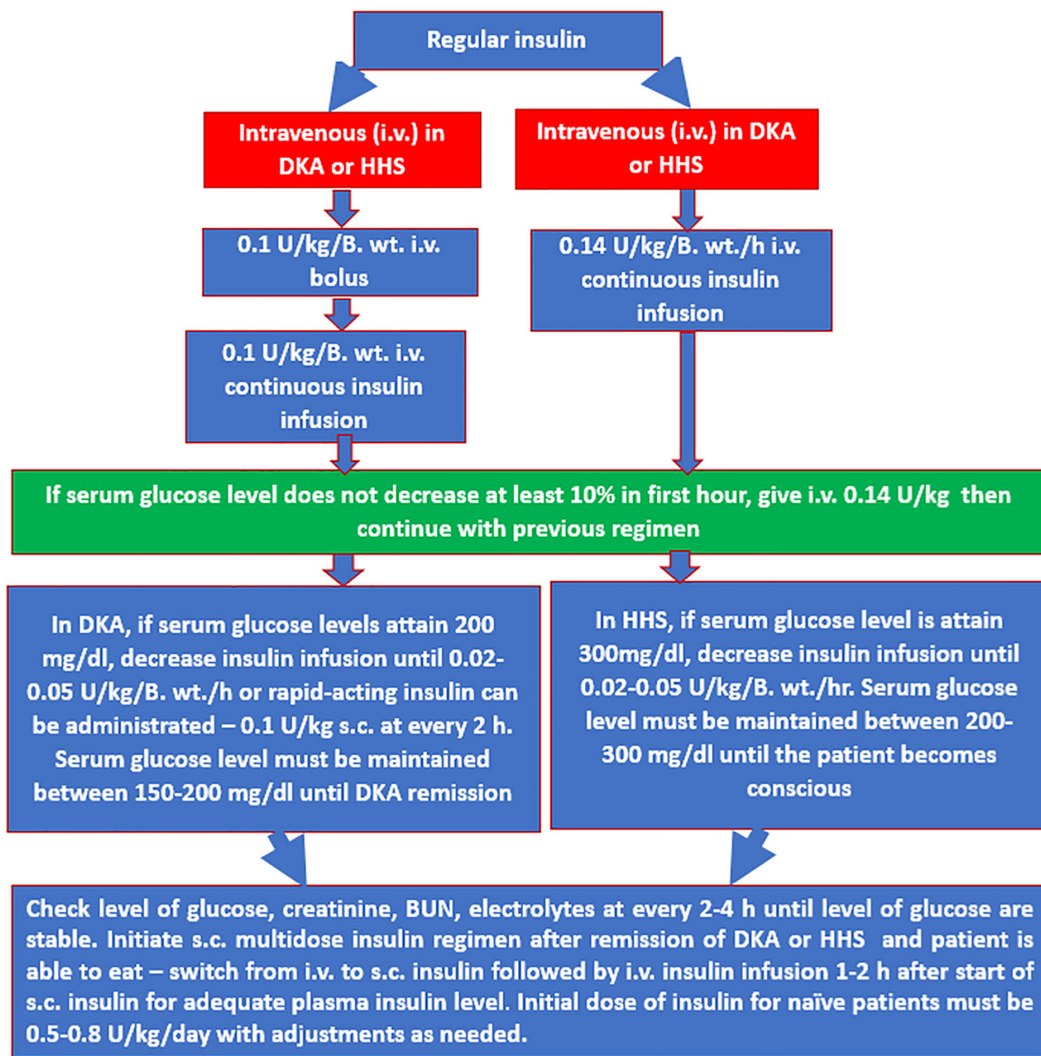 Regular insulin
Intravenous (i.v.) in
DKA or HHS
Intravenous (i.v.) in DKA
or HHS
0.1 U/kg/B. wt. i.v.
bolus
0.14 U/kg/B. wt./h i.v.
continuous insulin
infusion
0.1 U/kg/B. wt. i.v.
continuous insulin
infusion
If serum glucose level does not decrease at least 10% in first hour, give i.v. 0.14 U/kg then
continue with previous regimen
In DKA, if serum glucose levels attain 200
mg/dl, decrease insulin infusion until 0.02-
0.05 U/kg/B. wt./h or rapid-acting insulin can
be administrated – 0.1 U/kg s.c. at every 2 h.
Serum glucose level must be maintained
between 150-200 mg/dl until DKA remission
In HHS, if serum glucose level is attain
300mg/dl, decrease insulin infusion until
0.02-0.05 U/kg/B. wt./hr. Serum glucose
level must be maintained between 200-
300 mg/dl until the patient becomes
conscious
Check level of glucose, creatinine, BUN, electrolytes at every 2-4 h until level of glucose are
stable. Initiate s.c. multidose insulin regimen after remission of DKA or HHS and patient is
able to eat – switch from i.v. to s.c. insulin followed by i.v. insulin infusion 1-2 h after start of
s.c. insulin for adequate plasma insulin level. Initial dose of insulin for naïve patients must be
0.5-0.8 U/kg/day with adjustments as needed.